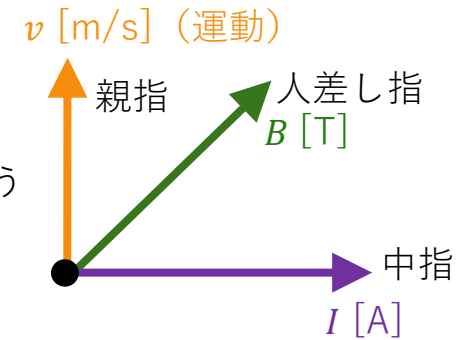 v [m/s]（運動）
親指
人差し指
B [T]
う
中指
I [A]